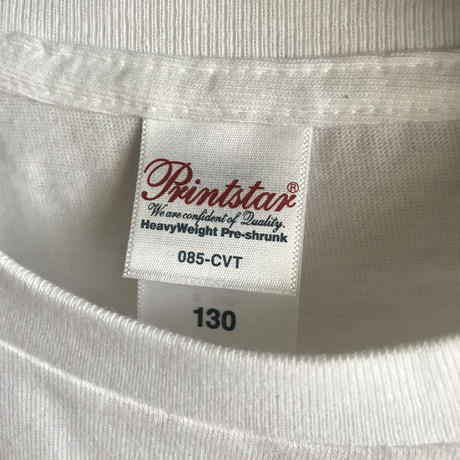 Printstar®
We are confident of Quality.
HeavyWeight Pre-shrunk
085-CVT
130